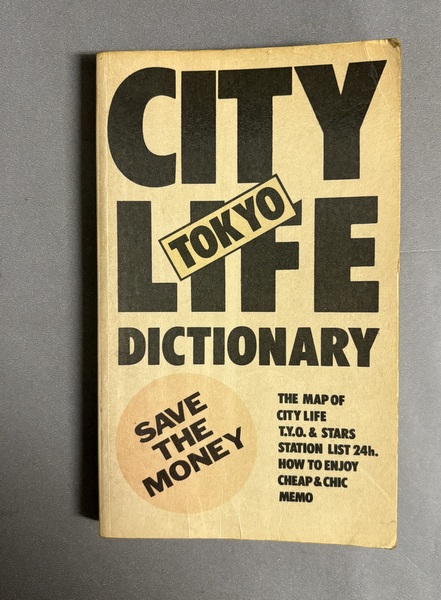 CITY
TOKYO
LIFE
DICTIONARY
SAVE
THE
MONEY
THE MAP OF
CITY LIFE
T.Y.O. & STARS
STATION LIST 24h.
HOW TO ENJOY
CHEAP & CHIC
MEMO